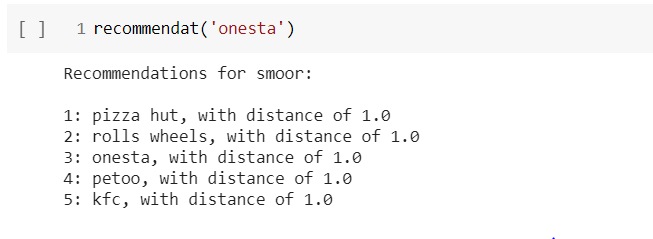 [ ] 1 recommendat('onesta')
Recommendations for smoor:
1: pizza hut, with distance of 1.0
2: rolls wheels, with distance of 1.0
3: onesta, with distance of 1.0
4: petoo, with distance of 1.0
5: kfc, with distance of 1.0